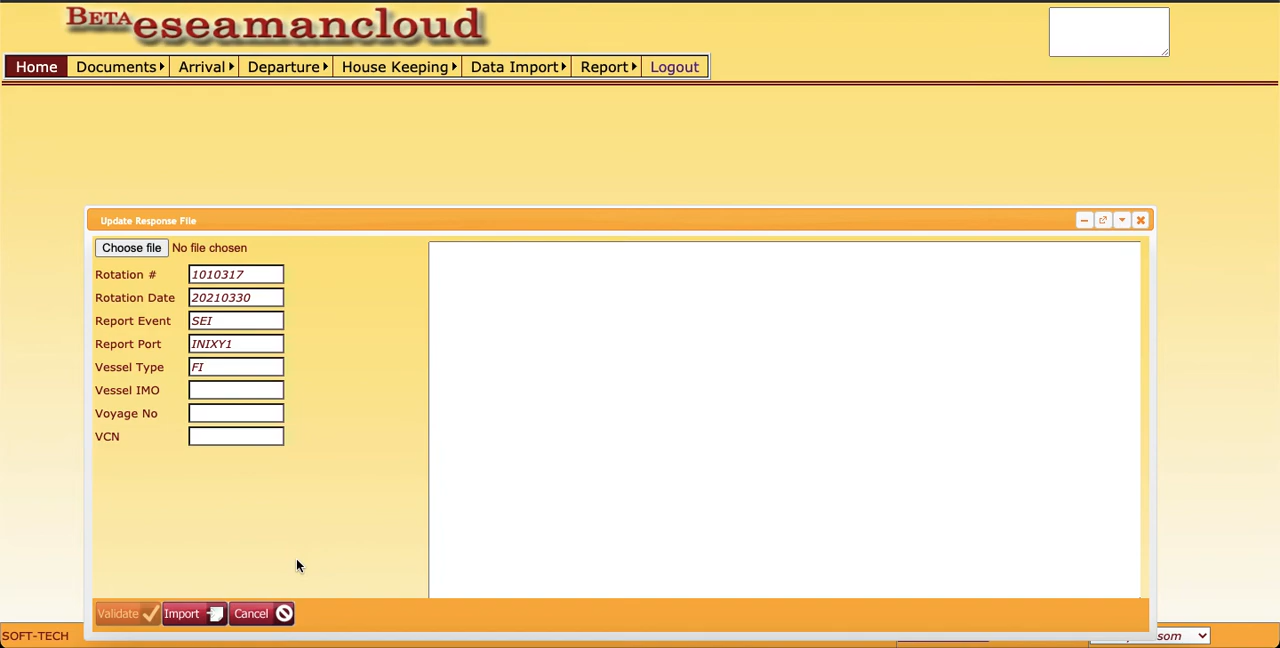 Beta eseamancloud
Home Documents Arrival Departure House Keeping Data Import Report Logout
Update Response File
Choose file No file chosen
Rotation # 1010317
Rotation Date 20210330
Report Event SEI
Report Port INIXY1
Vessel Type FI
Vessel IMO
Voyage No
VCN
Validate Import Cancel
SOFT-TECH